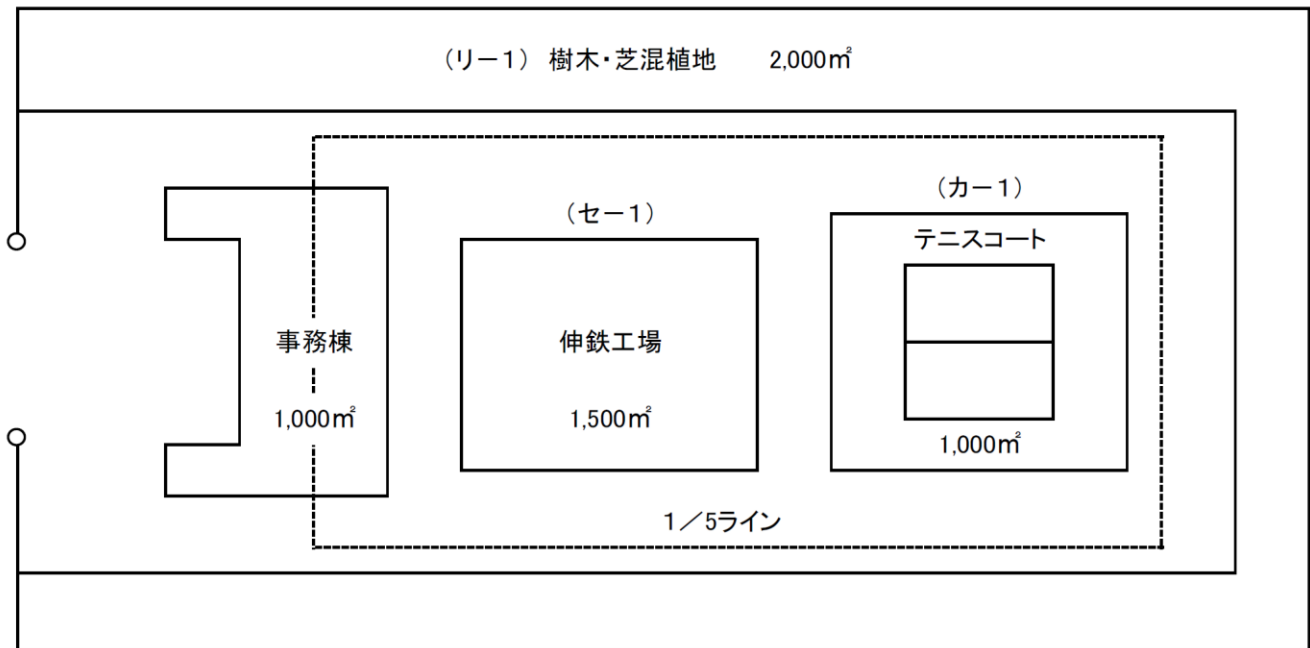 (リー１) 樹木・芝混植地　　2,000㎡
(セー１)
(カー１)
テニスコート
事務棟
1,000㎡
伸鉄工場
1,500㎡
1,000㎡
１／5ライン